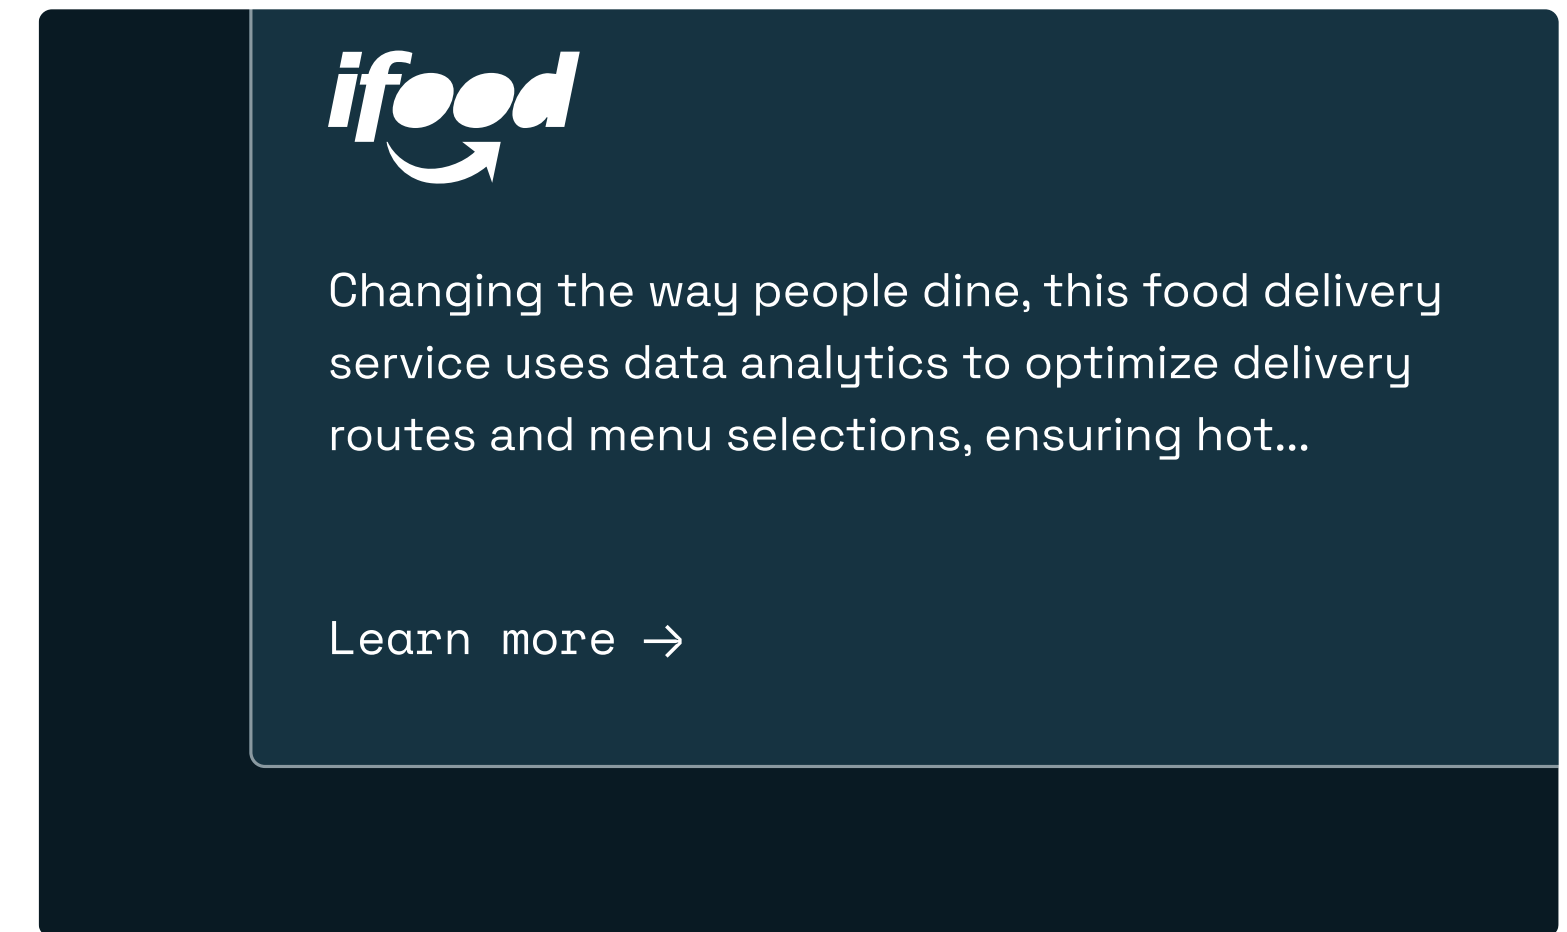 ifood
Changing the way people dine, this food delivery
service uses data analytics to optimize delivery
routes and menu selections, ensuring hot...
Learn more →